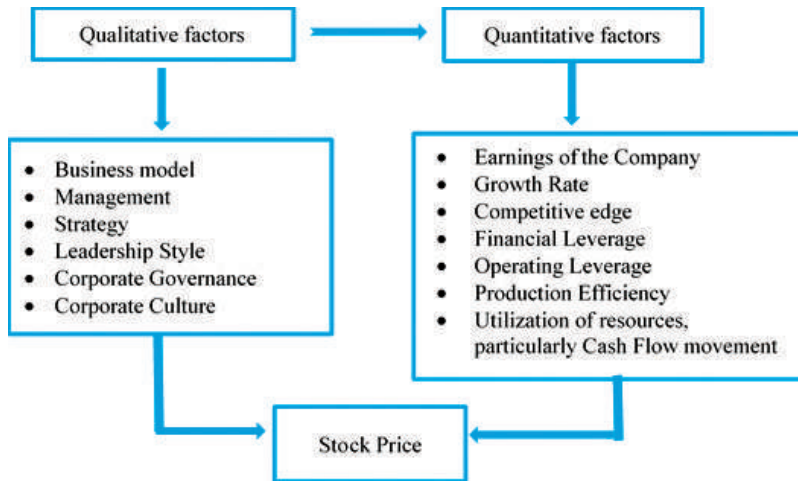 Qualitative factors
Quantitative factors
• Business model
• Management
• Strategy
• Leadership Style
• Corporate Governance
• Corporate Culture
• Earnings of the Company
• Growth Rate
• Competitive edge
• Financial Leverage
• Operating Leverage
• Production Efficiency
• Utilization of resources,
particularly Cash Flow movement
Stock Price